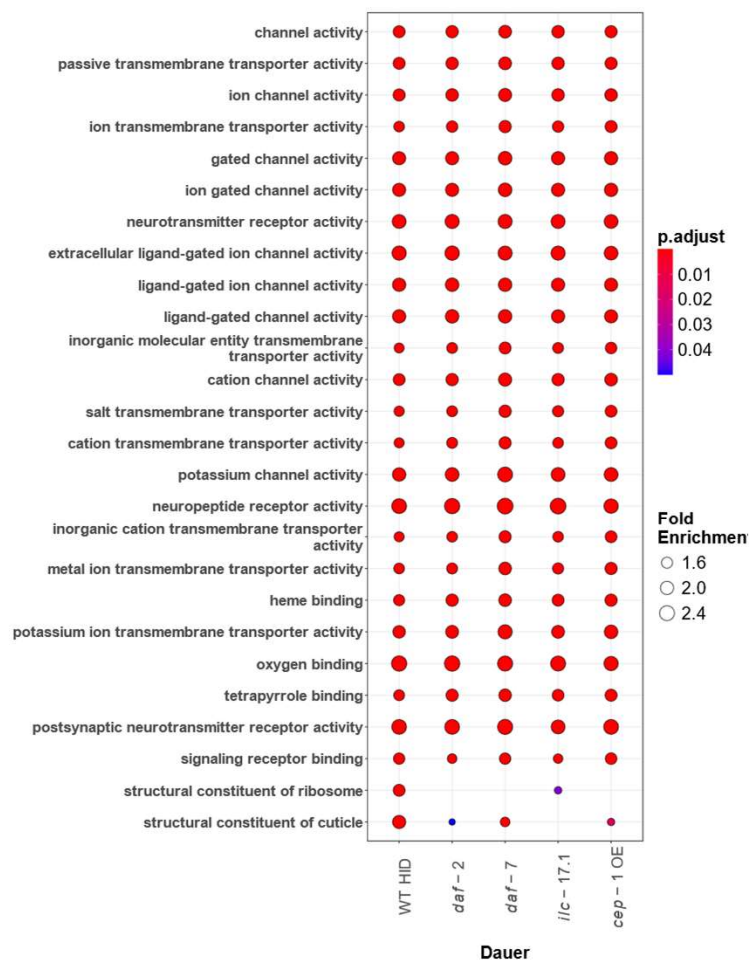 channel activity
passive transmembrane transporter activity
ion channel activity
ion transmembrane transporter activity
gated channel activity
ion gated channel activity
neurotransmitter receptor activity
extracellular ligand-gated ion channel activity
ligand-gated ion channel activity
ligand-gated channel activity
inorganic molecular entity transmembrane
transporter activity
cation channel activity
salt transmembrane transporter activity
cation transmembrane transporter activity
potassium channel activity
neuropeptide receptor activity
inorganic cation transmembrane transporter
activity
metal ion transmembrane transporter activity
heme binding
potassium ion transmembrane transporter activity
oxygen binding
tetrapyrrole binding
postsynaptic neurotransmitter receptor activity
signaling receptor binding
structural constituent of ribosome
structural constituent of cuticle
WT HID
daf − 2
daf − 7
ilc − 17.1
cep − 1 OE
Dauer
p.adjust
0.01
0.02
0.03
0.04
Fold
Enrichment
1.6
2.0
2.4